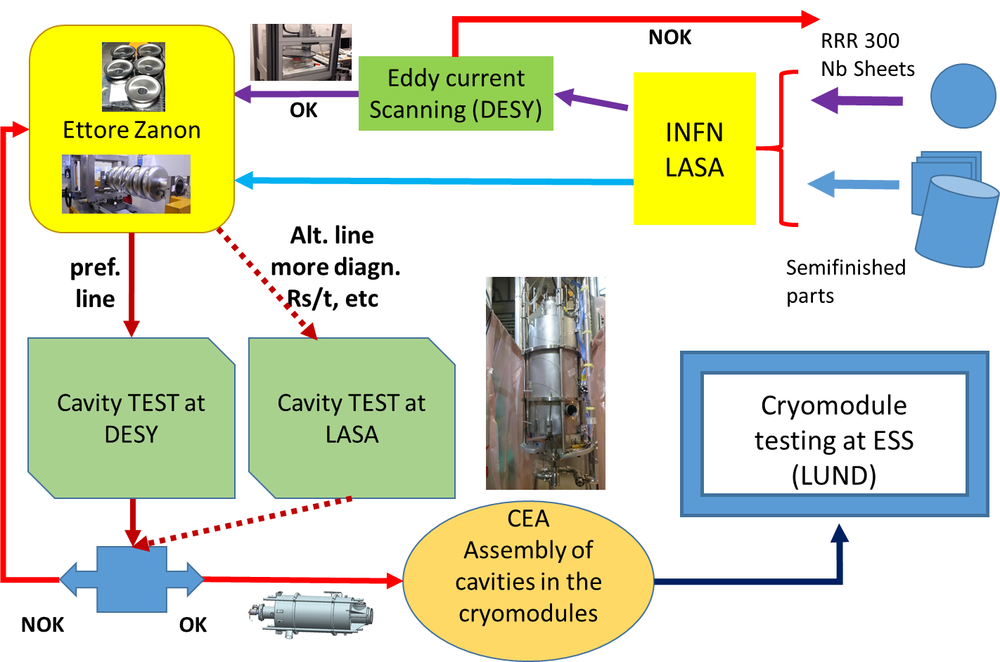 NOK
RRR 300
Nb Sheets
Eddy current
Scanning (DESY)
OK
Ettore Zanon
INFN
LASA
Alt. line
more diagn.
Rs/t, etc
pref.
line
Semifinished
parts
Cavity TEST at
DESY
Cavity TEST at
LASA
Cryomodule
testing at ESS
(LUND)
CEA
Assembly of
cavities in the
cryomodules
NOK
OK